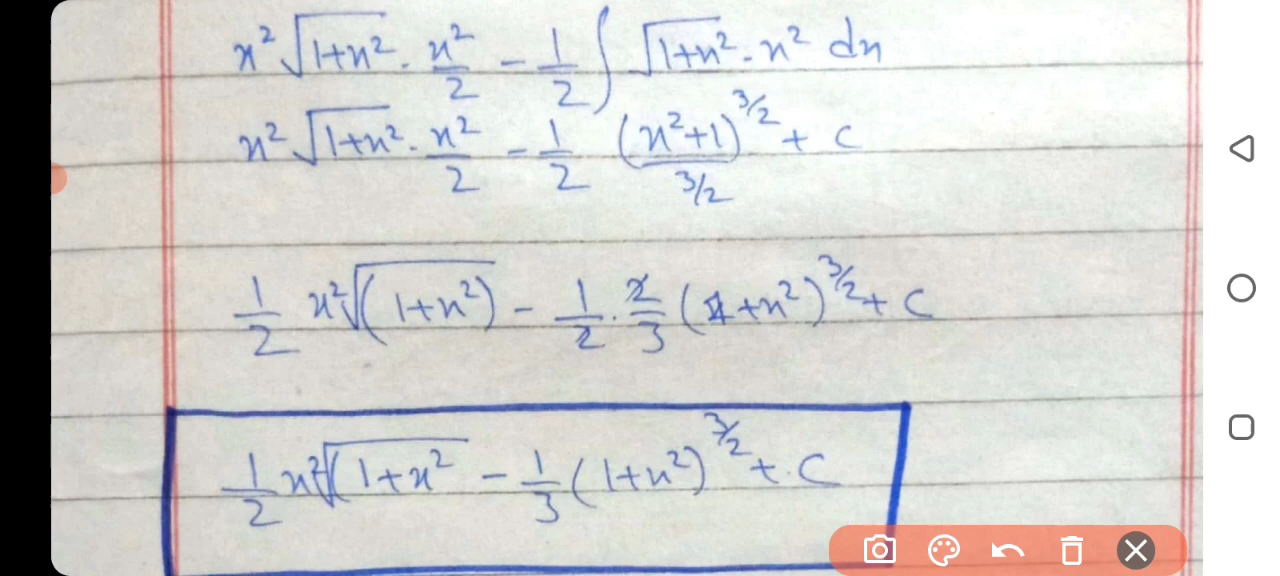 x² √1+x² . x²/2 - 1/2 ∫ √1+x² . x² dx
x² √1+x² . x²/2 - 1/2 (x²+1)^3/2 / 3/2 + C
1/2 x² √(1+x²) - 1/2 . 2/3 (1+x²)^3/2 + C
1/2 x² √(1+x² - 1/3 (1+x²)^3/2 + C